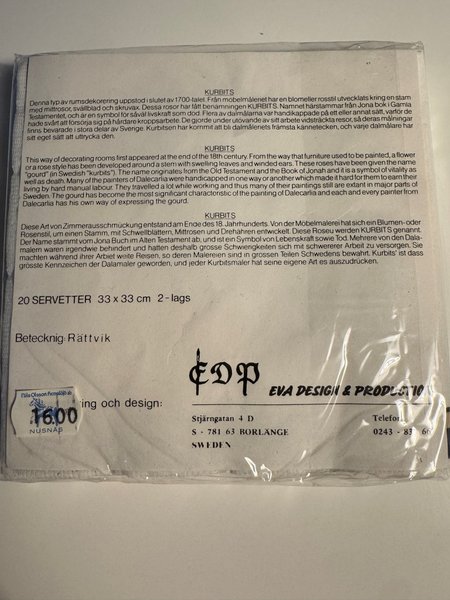 KURBITS
Denna typ av rumsdekorering uppstod i slutet av 1700-talet. Från möbelmåleriet har en blomeller rosstil utvecklats kring en stam
med mittrosor, svällblad och skruvax. Dessa rosor har fått benämningen KURBITS. Namnet härstammar från Jona bok i Gamla
Testamentet, och är en symbol för såväl livskraft som död. Flera av dalmålarna var handikappade på ett eller annat sätt, varför de
hade svårt att försörja sig på hårdare kroppsarbete. De gjorde under utövande av sitt arbete vidsträckta resor, så deras målningar
finns bevarade i stora delar av Sverige. Kurbitsen har kommit att bli dalmåleriets främsta kännetecken, och varje dalmålare har
sitt eget sätt att uttrycka den.
KURBITS
This way of decorating rooms first appeared at the end of the 18th century. From the way that furniture used to be painted, a flower
or a rose style has been developed around a stem with swelling leaves and winded ears. These roses have been given the name
"gourd" (in Swedish "kurbits"). The name originates from the Old Testament and the Book of Jonah and it is a symbol of vitality as
well as death. Many of the painters of Dalecarlia were handicapped in one way or another which made it hard for them to earn their
living by hard manual labour. They travelled a lot while working and thus many of their paintings still are extant in major parts of
Sweden. The gourd has become the most significant characteristic of the painting of Dalecarlia and each and every painter from
Dalecarlia has his own way of expressing the gourd.
KURBITS
Diese Art von Zimmerausschmückung entstand am Ende des 18. Jahrhunderts. Von der Möbelmalerei hat sich ein Blumen- oder
Rosenstil, um einen Stamm, mit Schwellblättern, Mittrosen und Drehähren entwickelt. Diese Roseu werden KURBITS genannt.
Der Name stammt vom Jona Buch im Alten Testament ab, und ist ein Symbol von Lebenskraft sowie Tod. Mehrere von den Dala-
malern waren irgendwie behindert und hatten deshalb grosse Schwierigkeiten sich mit schwererer Arbeit zu versorgen. Sie
machten während ihrer Arbiet weite Reisen, so deren Malereien sind in grossen Teilen Schwedens bewahrt. Kurbits' ist dass
grösste Kennzeichen der Dalamaler geworden, und jeder Kurbitsmaler hat seine eigene Art es auszudrücken.
20 SERVETTER 33 x 33 cm 2-lags
Betecknig: Rättvik
EDP
EVA DESIGN & PRODUCTIO
Nils Olsson
16.00
NUSNÄS
ring och design:
Stjärngatan 4 D
S - 781 63 BORLÄNGE
SWEDEN
Telefon
0243 - 83 66